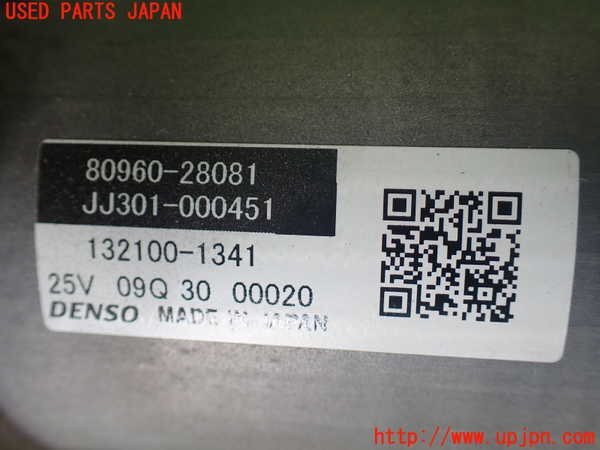 USED PARTS JAPAN
80960-28081
JJ301-000451
132100-1341
25V 09Q 30 00020
DENSO MADE IN JAPAN
http://www.upjpn.com/